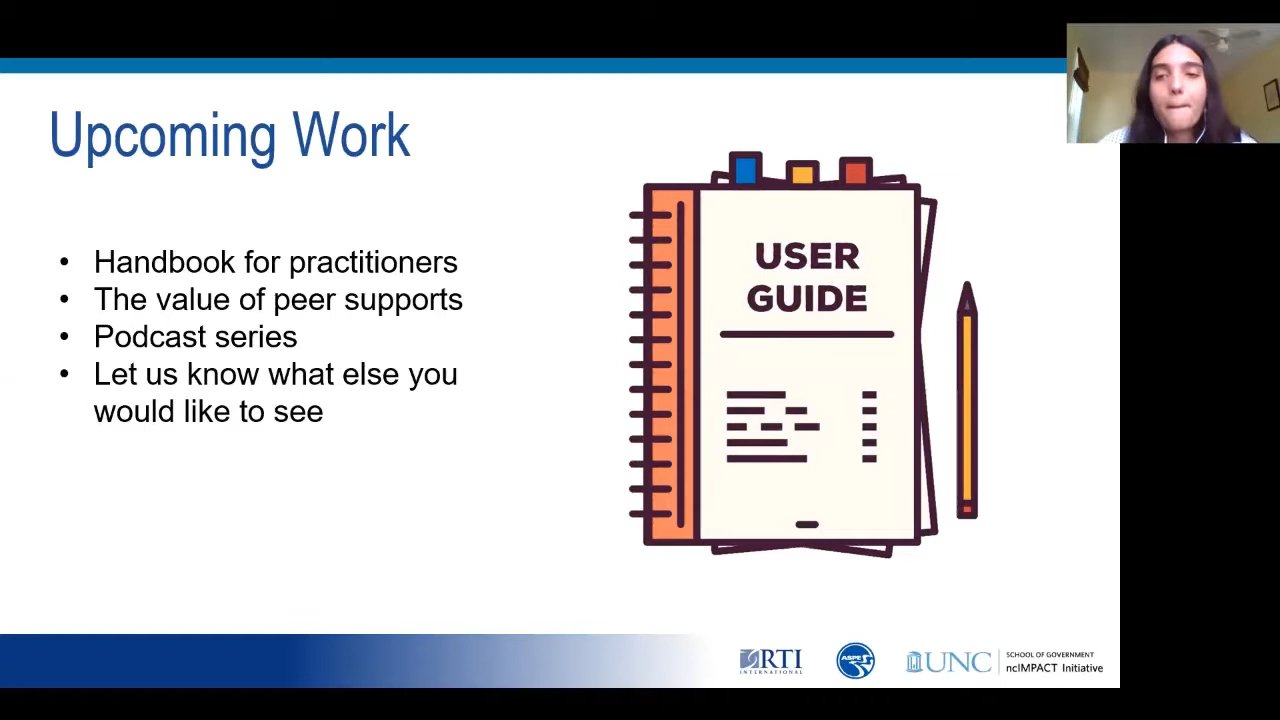 Upcoming Work
• Handbook for practitioners
• The value of peer supports
• Podcast series
• Let us know what else you
would like to see
USER
GUIDE
RTI
INTERNATIONAL
ASPE
UNC
SCHOOL OF GOVERNMENT
ncIMPACT Initiative